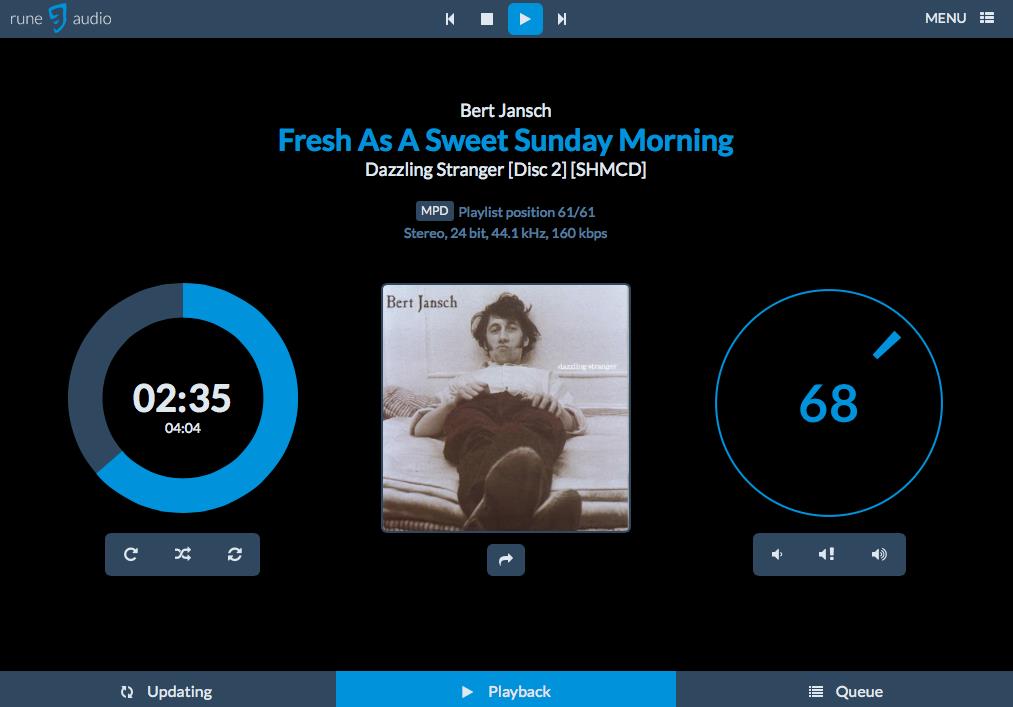 rune audio
MENU
Bert Jansch
Fresh As A Sweet Sunday Morning
Dazzling Stranger [Disc 2] [SHMCD]
MPD Playlist position 61/61
Stereo, 24 bit, 44.1 kHz, 160 kbps
Bert Jansch
dazzling stranger
02:35
04:04
68
Updating
Playback
Queue